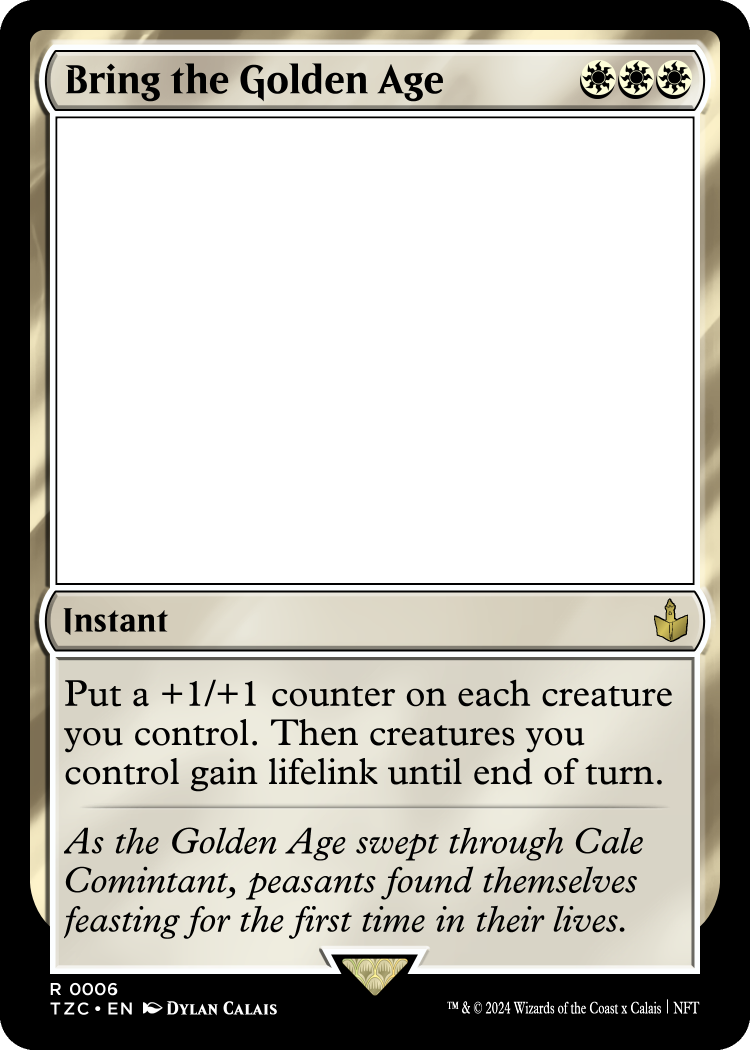 Bring the Golden Age
Instant
Put a +1/+1 counter on each creature
you control. Then creatures you
control gain lifelink until end of turn.
As the Golden Age swept through Cale
Comintant, peasants found themselves
feasting for the first time in their lives.
R 0006
TZC • EN DYLAN CALAIS
™ & © 2024 Wizards of the Coast x Calais | NFT